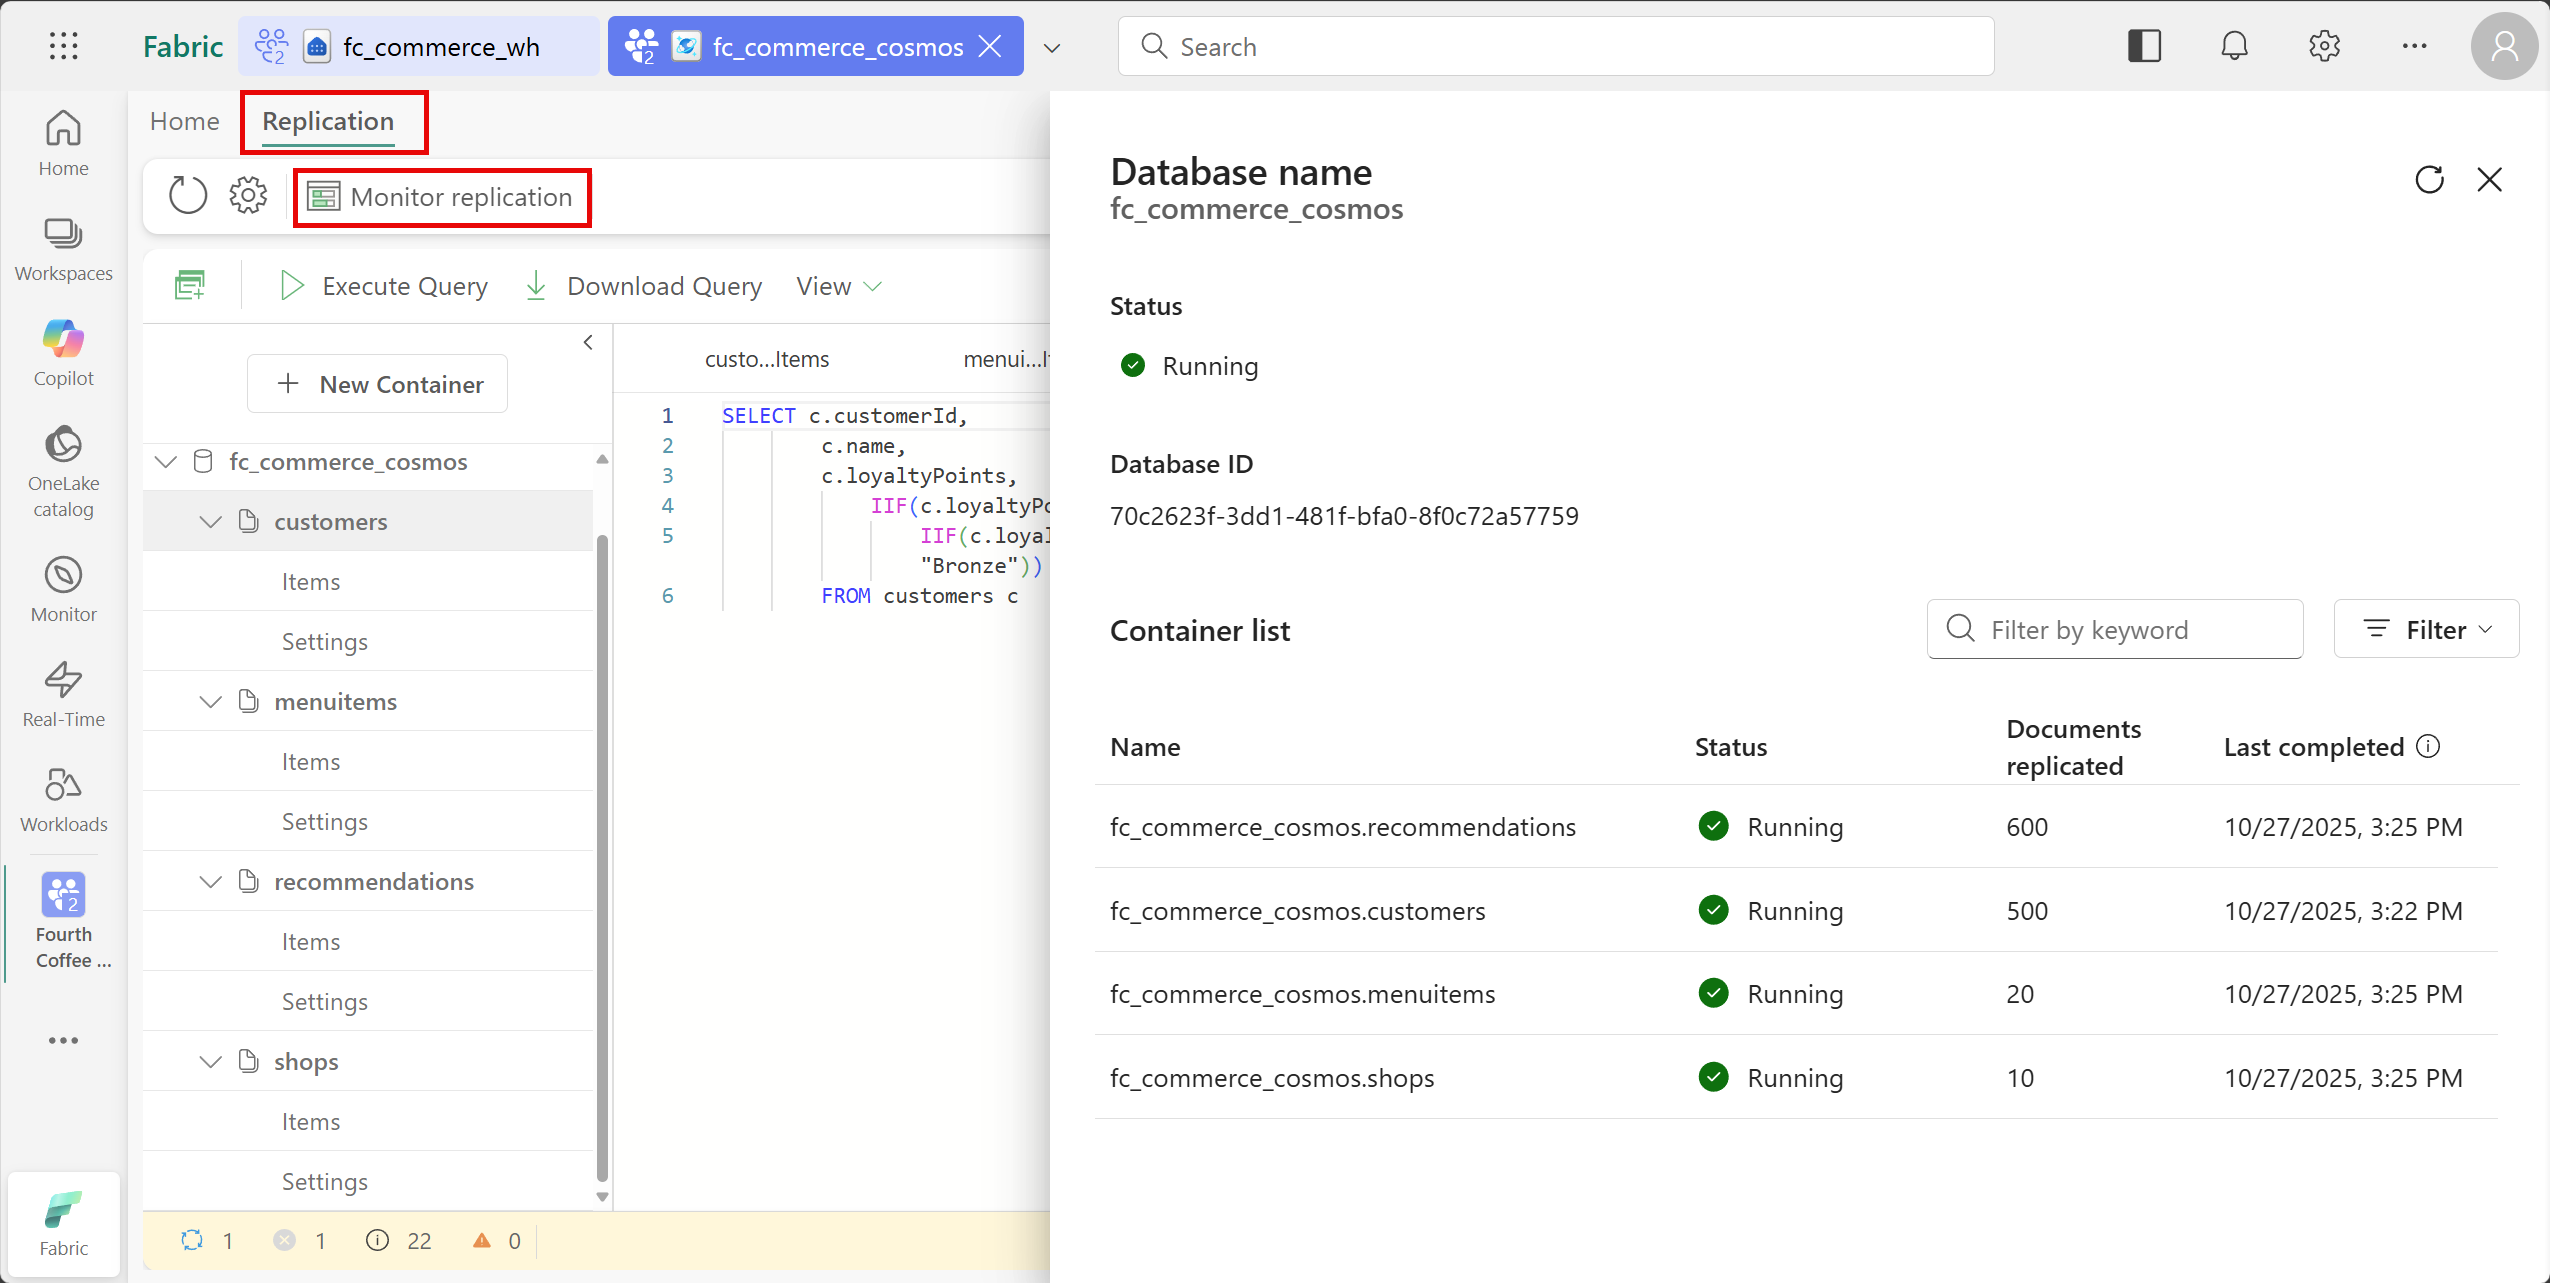 Fabric
2
fc_commerce_wh
2
fc_commerce_cosmos
Search
Home
Workspaces
Copilot
OneLake
catalog
Monitor
Real-Time
Workloads
2
Fourth
Coffee ...
Fabric
Home
Replication
Monitor replication
Execute Query
Download Query
View
New Container
fc_commerce_cosmos
customers
Items
Settings
menuitems
Items
Settings
recommendations
Items
Settings
shops
Items
Settings
custo...Items
menui...It
1 SELECT c.customerId,
2 c.name,
3 c.loyaltyPoints,
4 IIF(c.loyaltyPo
5 IIF(c.loyal
"Bronze"))
6 FROM customers c
1
1
22
0
Database name
fc_commerce_cosmos
Status
Running
Database ID
70c2623f-3dd1-481f-bfa0-8f0c72a57759
Container list
Filter by keyword
Filter
Name Status Documents replicated Last completed
fc_commerce_cosmos.recommendations Running 600 10/27/2025, 3:25 PM
fc_commerce_cosmos.customers Running 500 10/27/2025, 3:22 PM
fc_commerce_cosmos.menuitems Running 20 10/27/2025, 3:25 PM
fc_commerce_cosmos.shops Running 10 10/27/2025, 3:25 PM